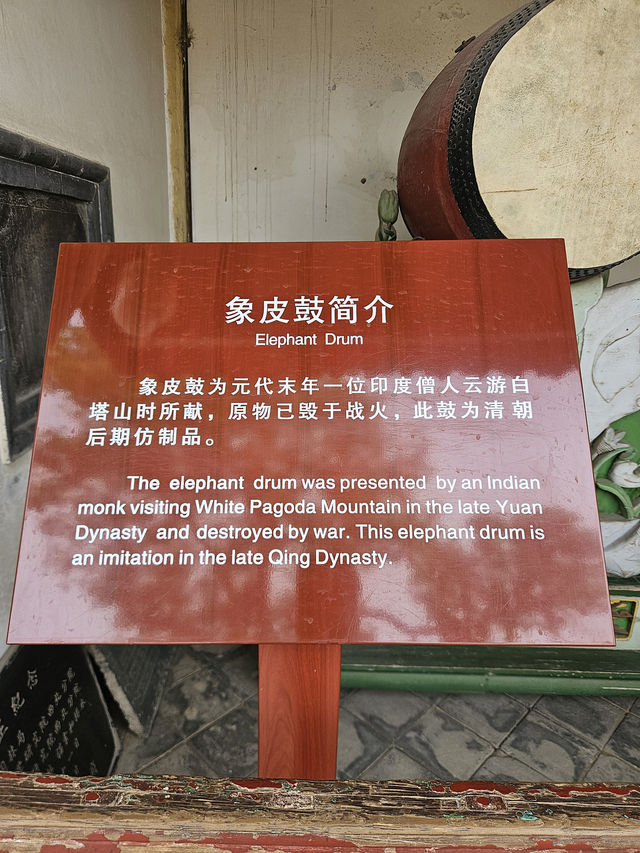 象皮鼓简介
Elephant Drum
象皮鼓为元代末年一位印度僧人云游白
塔山时所献，原物已毁于战火，此鼓为清朝
后期仿制品。
The elephant drum was presented by an Indian
monk visiting White Pagoda Mountain in the late Yuan
Dynasty and destroyed by war. This elephant drum is
an imitation in the late Qing Dynasty.